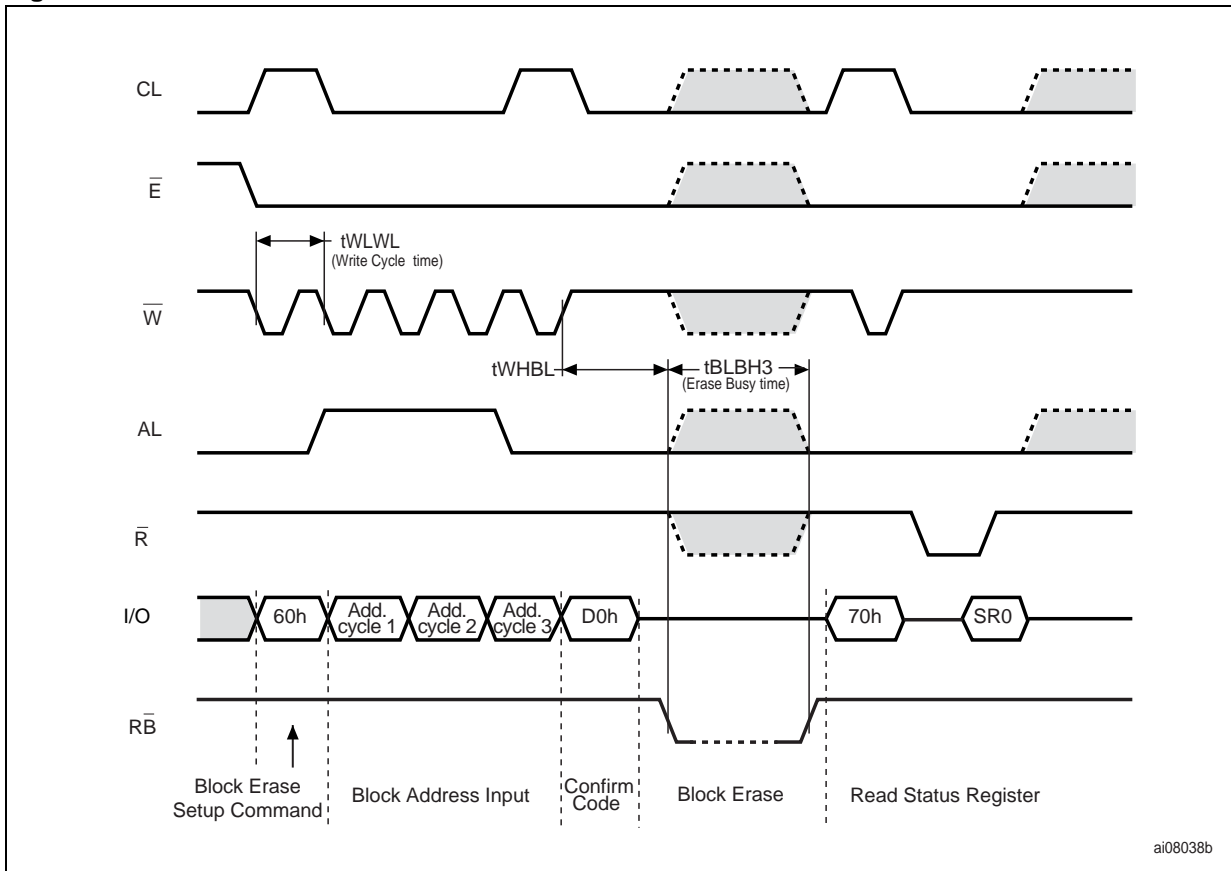 CL
E̅
tWLWL
(Write Cycle time)
W̅
tWHBL
tBLBH3
(Erase Busy time)
AL
R̅
I/O
60h
Add.
cycle 1
Add.
cycle 2
Add.
cycle 3
D0h
70h
SR0
RB̅
Block Erase
Setup Command
Block Address Input
Confirm
Code
Block Erase
Read Status Register
ai08038b